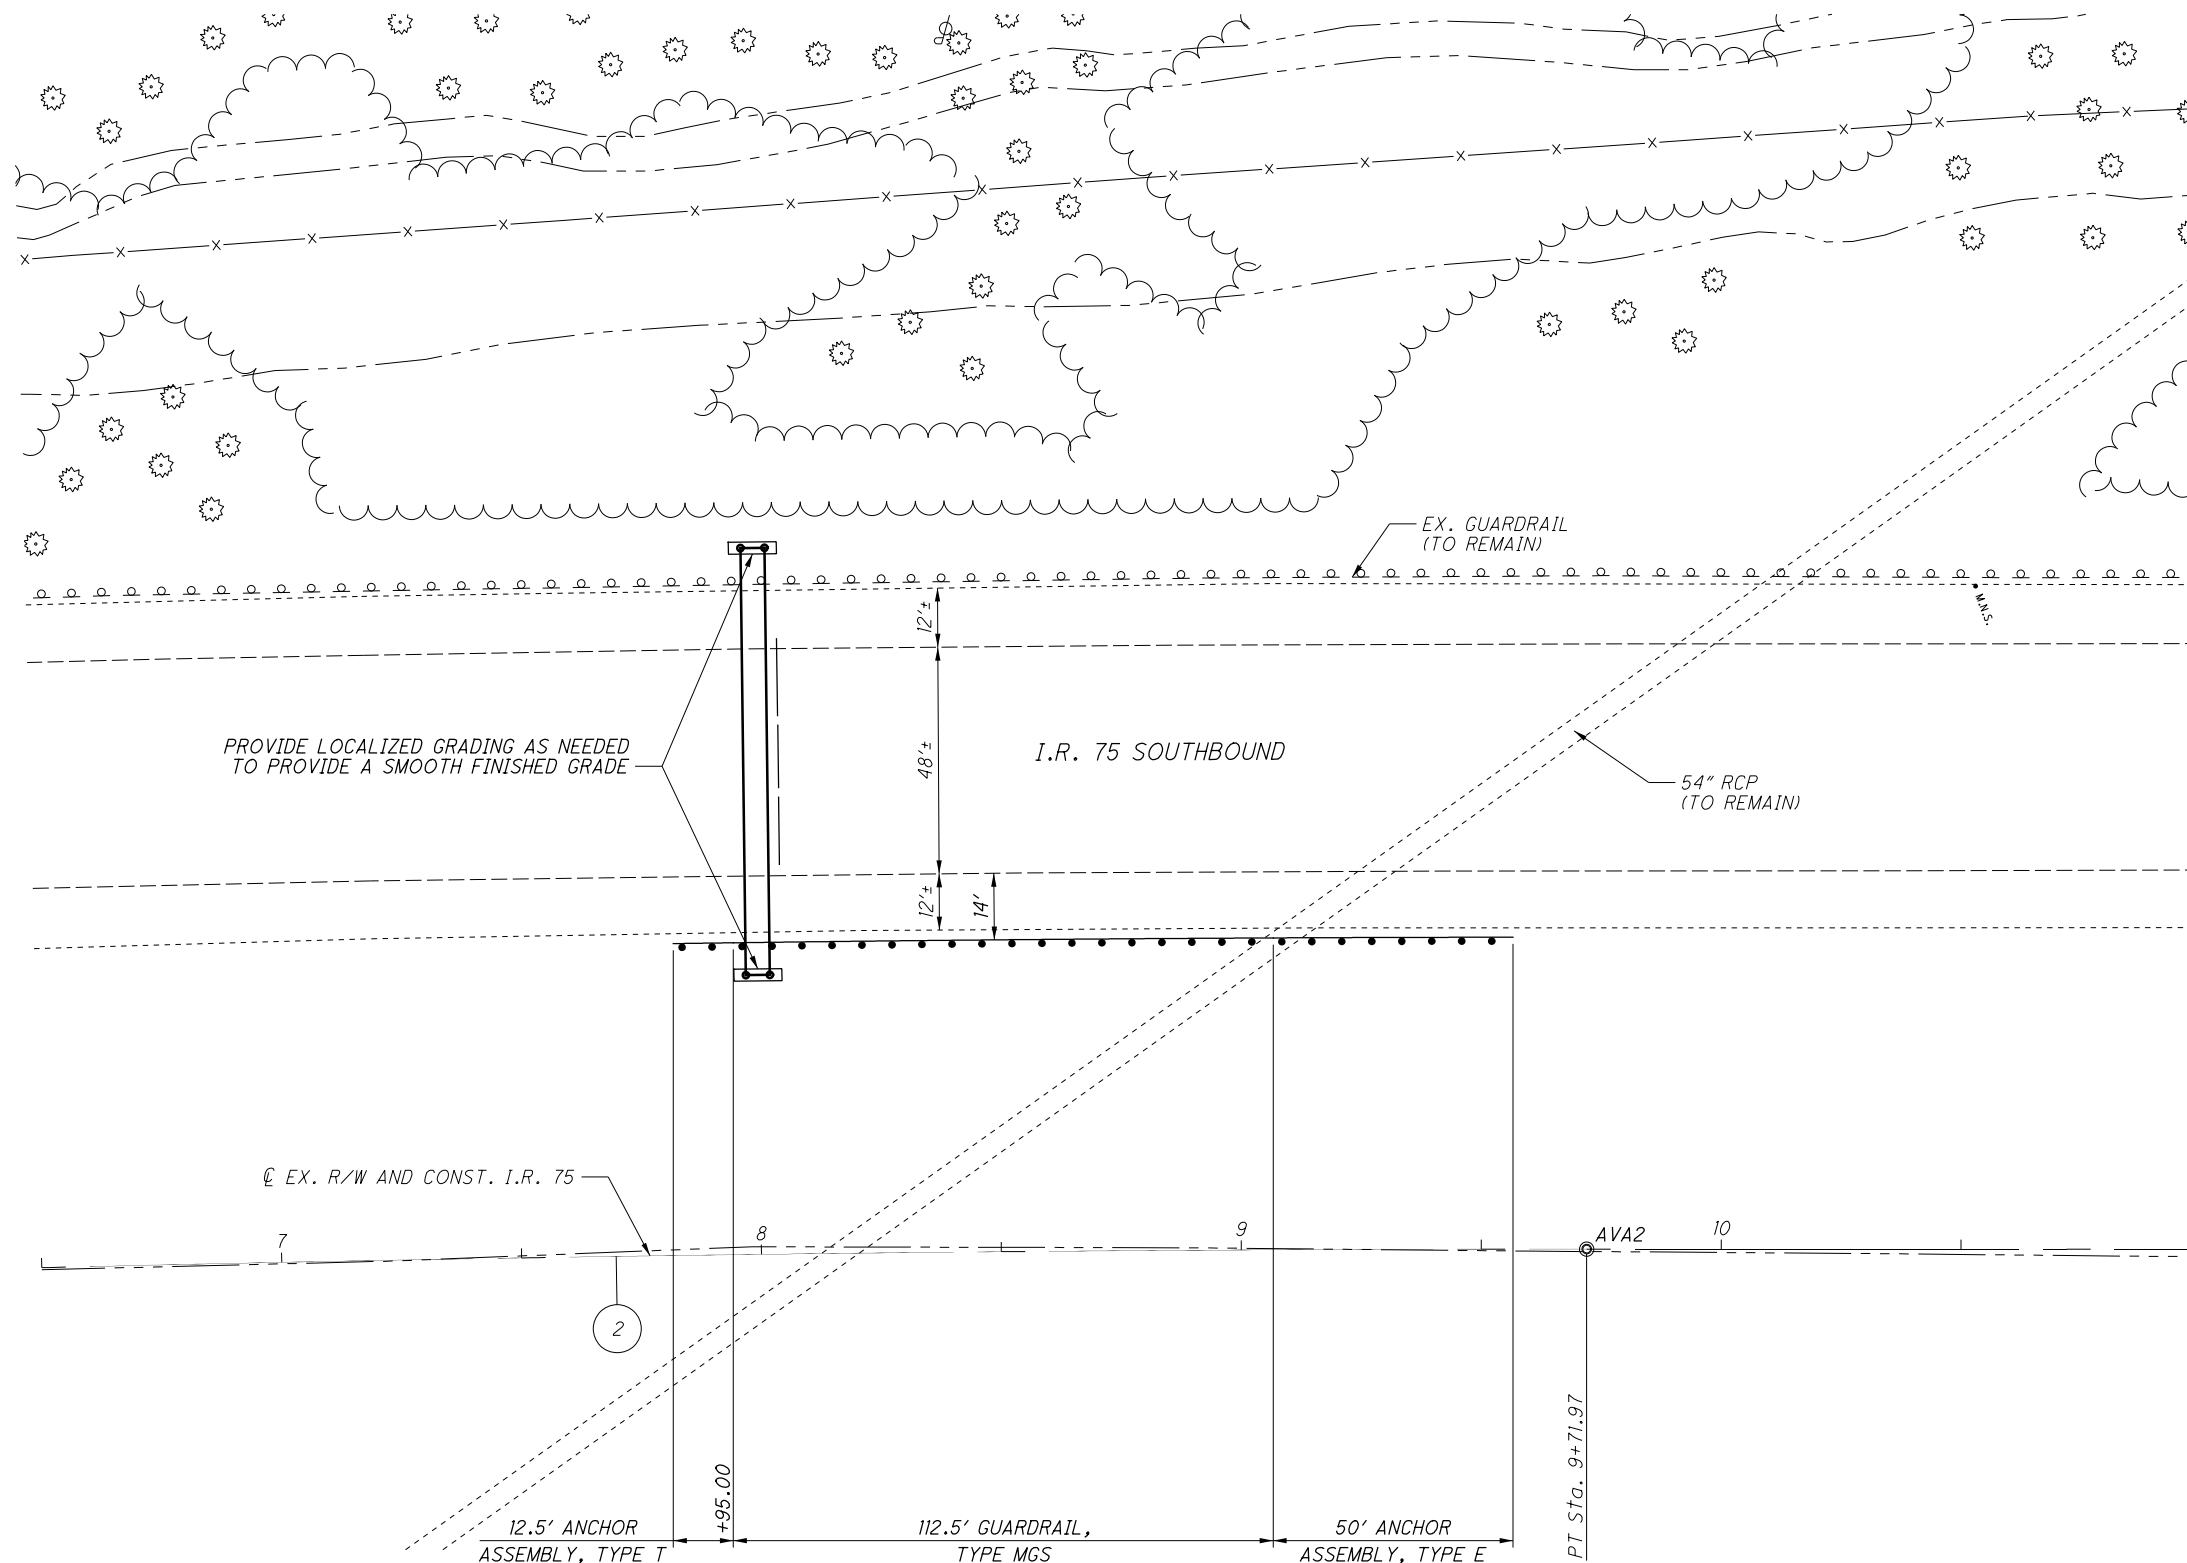 EX. GUARDRAIL
(TO REMAIN)
M.N.S.
12'±
PROVIDE LOCALIZED GRADING AS NEEDED
TO PROVIDE A SMOOTH FINISHED GRADE
48'±
I.R. 75 SOUTHBOUND
54" RCP
(TO REMAIN)
12'±
14'
℄ EX. R/W AND CONST. I.R. 75
7
8
9
AVA2
10
2
PT Sta. 9+71.97
+95.00
12.5' ANCHOR
ASSEMBLY, TYPE T
112.5' GUARDRAIL,
TYPE MGS
50' ANCHOR
ASSEMBLY, TYPE E